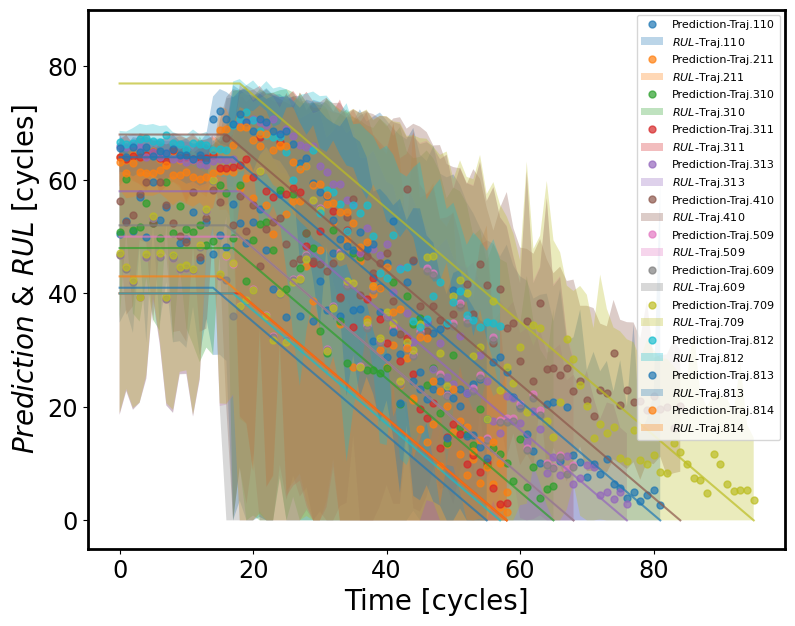 Prediction & RUL [cycles]
80
60
40
20
0
0
20
40
60
80
Time [cycles]
Prediction-Traj.110
RUL-Traj.110
Prediction-Traj.211
RUL-Traj.211
Prediction-Traj.310
RUL-Traj.310
Prediction-Traj.311
RUL-Traj.311
Prediction-Traj.313
RUL-Traj.313
Prediction-Traj.410
RUL-Traj.410
Prediction-Traj.509
RUL-Traj.509
Prediction-Traj.609
RUL-Traj.609
Prediction-Traj.709
RUL-Traj.709
Prediction-Traj.812
RUL-Traj.812
Prediction-Traj.813
RUL-Traj.813
Prediction-Traj.814
RUL-Traj.814